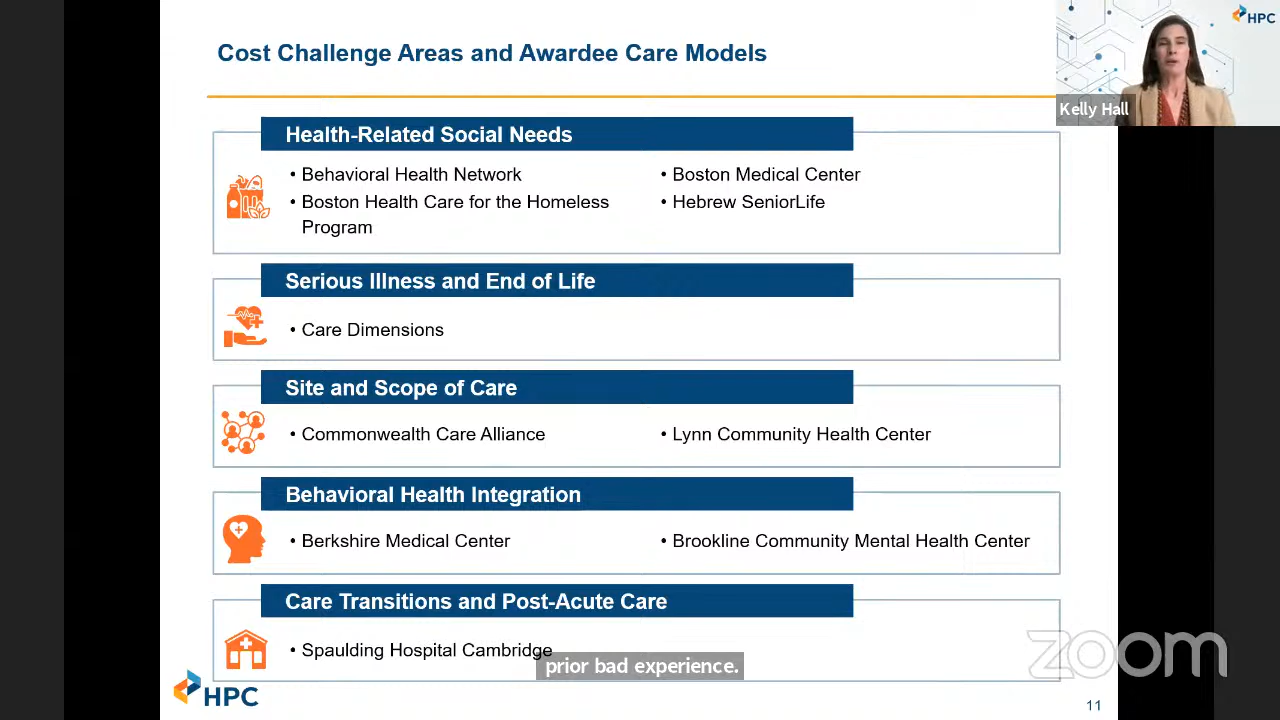 Cost Challenge Areas and Awardee Care Models
HPC
Kelly Hall
Health-Related Social Needs
• Behavioral Health Network
• Boston Health Care for the Homeless
Program
• Boston Medical Center
• Hebrew SeniorLife
Serious Illness and End of Life
• Care Dimensions
Site and Scope of Care
• Commonwealth Care Alliance
• Lynn Community Health Center
Behavioral Health Integration
• Berkshire Medical Center
• Brookline Community Mental Health Center
Care Transitions and Post-Acute Care
• Spaulding Hospital Cambridge
prior bad experience.
zoom
HPC
11